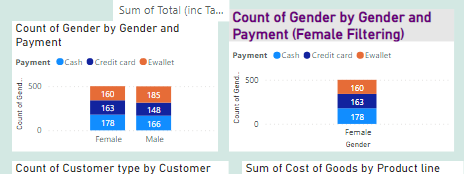 Sum of Total (inc Ta...
Count of Gender by Gender and
Payment
Payment Cash Credit card Ewallet
Count of Gend...
500
0
160
163
178
185
148
166
Female Male
Count of Gender by Gender and
Payment (Female Filtering)
Payment Cash Credit card Ewallet
Count of Gend...
500
0
160
163
178
Female
Gender
Count of Customer type by Customer
Sum of Cost of Goods by Product line